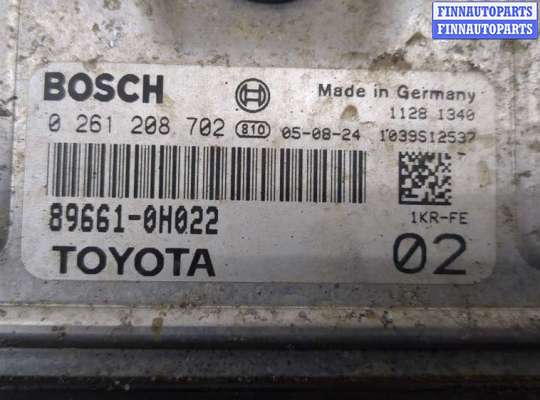 FINNAUTOPARTS
FINNAUTOPARTS
BOSCH
Made in Germany
1128 1340
0 261 208 702 810 05-08-24 1039S12537
89661-0H022
1KR-FE
TOYOTA
02